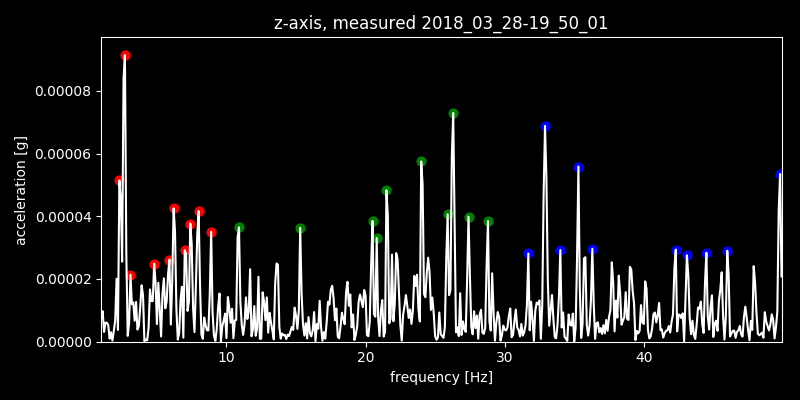 z-axis, measured 2018_03_28-19_50_01
0.00008
0.00006
0.00004
0.00002
0.00000
acceleration [g]
10 20 30 40
frequency [Hz]